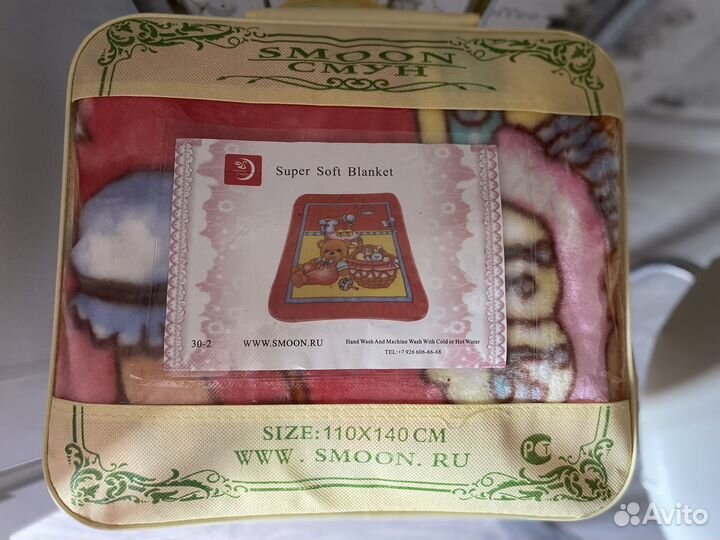 SMOON
СМУН
Super Soft Blanket
30-2
WWW.SMOON.RU
Hand Wash And Machine Wash With Cold or Hot Water
TEL:+7 926 606-66-68
SIZE:110X140 CM
WWW. SMOON. RU
РСТ
Avito